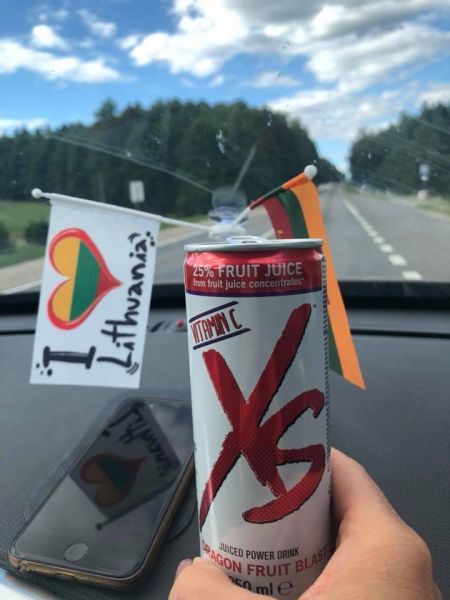 I
Lithuania
25% FRUIT JUICE
from fruit juice concentrates*
VITAMIN C
XS
JUICED POWER DRINK
DRAGON FRUIT BLAST
250 ml e